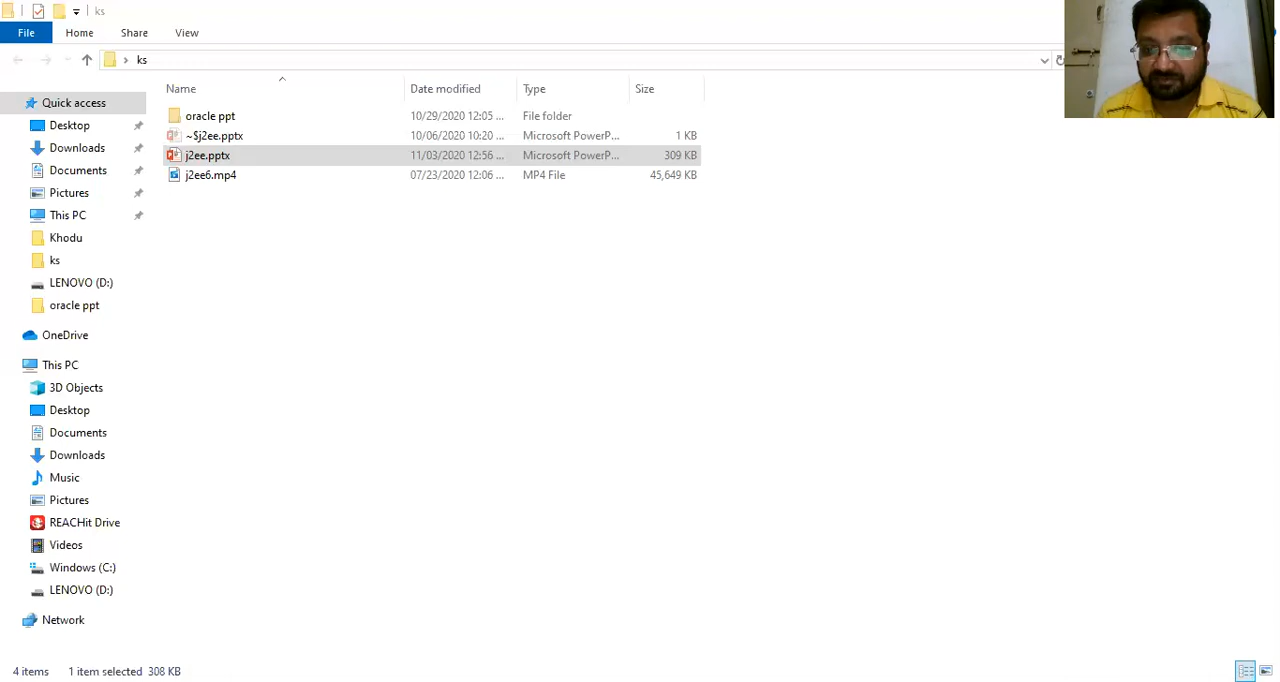 ks
File Home Share View
ks
Name Date modified Type Size
Quick access
Desktop
Downloads
Documents
Pictures
This PC
Khodu
ks
LENOVO (D:)
oracle ppt
OneDrive
This PC
3D Objects
Desktop
Documents
Downloads
Music
Pictures
REACHit Drive
Videos
Windows (C:)
LENOVO (D:)
Network
oracle ppt 10/29/2020 12:05 ... File folder
~$j2ee.pptx 10/06/2020 10:20 ... Microsoft PowerP... 1 KB
j2ee.pptx 11/03/2020 12:56 ... Microsoft PowerP... 309 KB
j2ee6.mp4 07/23/2020 12:06 ... MP4 File 45,649 KB
4 items 1 item selected 308 KB